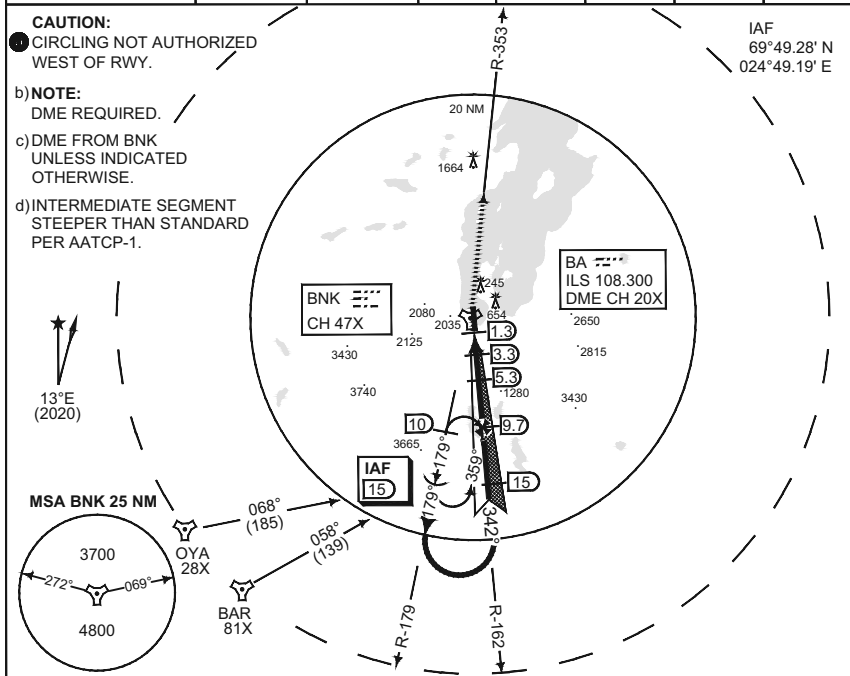 CAUTION:
CIRCLING NOT AUTHORIZED
WEST OF RWY.
b) NOTE:
DME REQUIRED.
c) DME FROM BNK
UNLESS INDICATED
OTHERWISE.
d) INTERMEDIATE SEGMENT
STEEPER THAN STANDARD
PER AATCP-1.
IAF
69°49.28' N
024°49.19' E
R-353
20 NM
1664
BA
ILS 108.300
DME CH 20X
BNK
CH 47X
245
654
2080
2035
2125
2650
2815
3430
3740
1280
3430
3665
1.3
3.3
5.3
9.7
10
15
179°
359°
179°
342°
IAF
15
13°E
(2020)
MSA BNK 25 NM
3700
272°
069°
4800
OYA
28X
068°
(185)
BAR
81X
058°
(139)
R-179
R-162